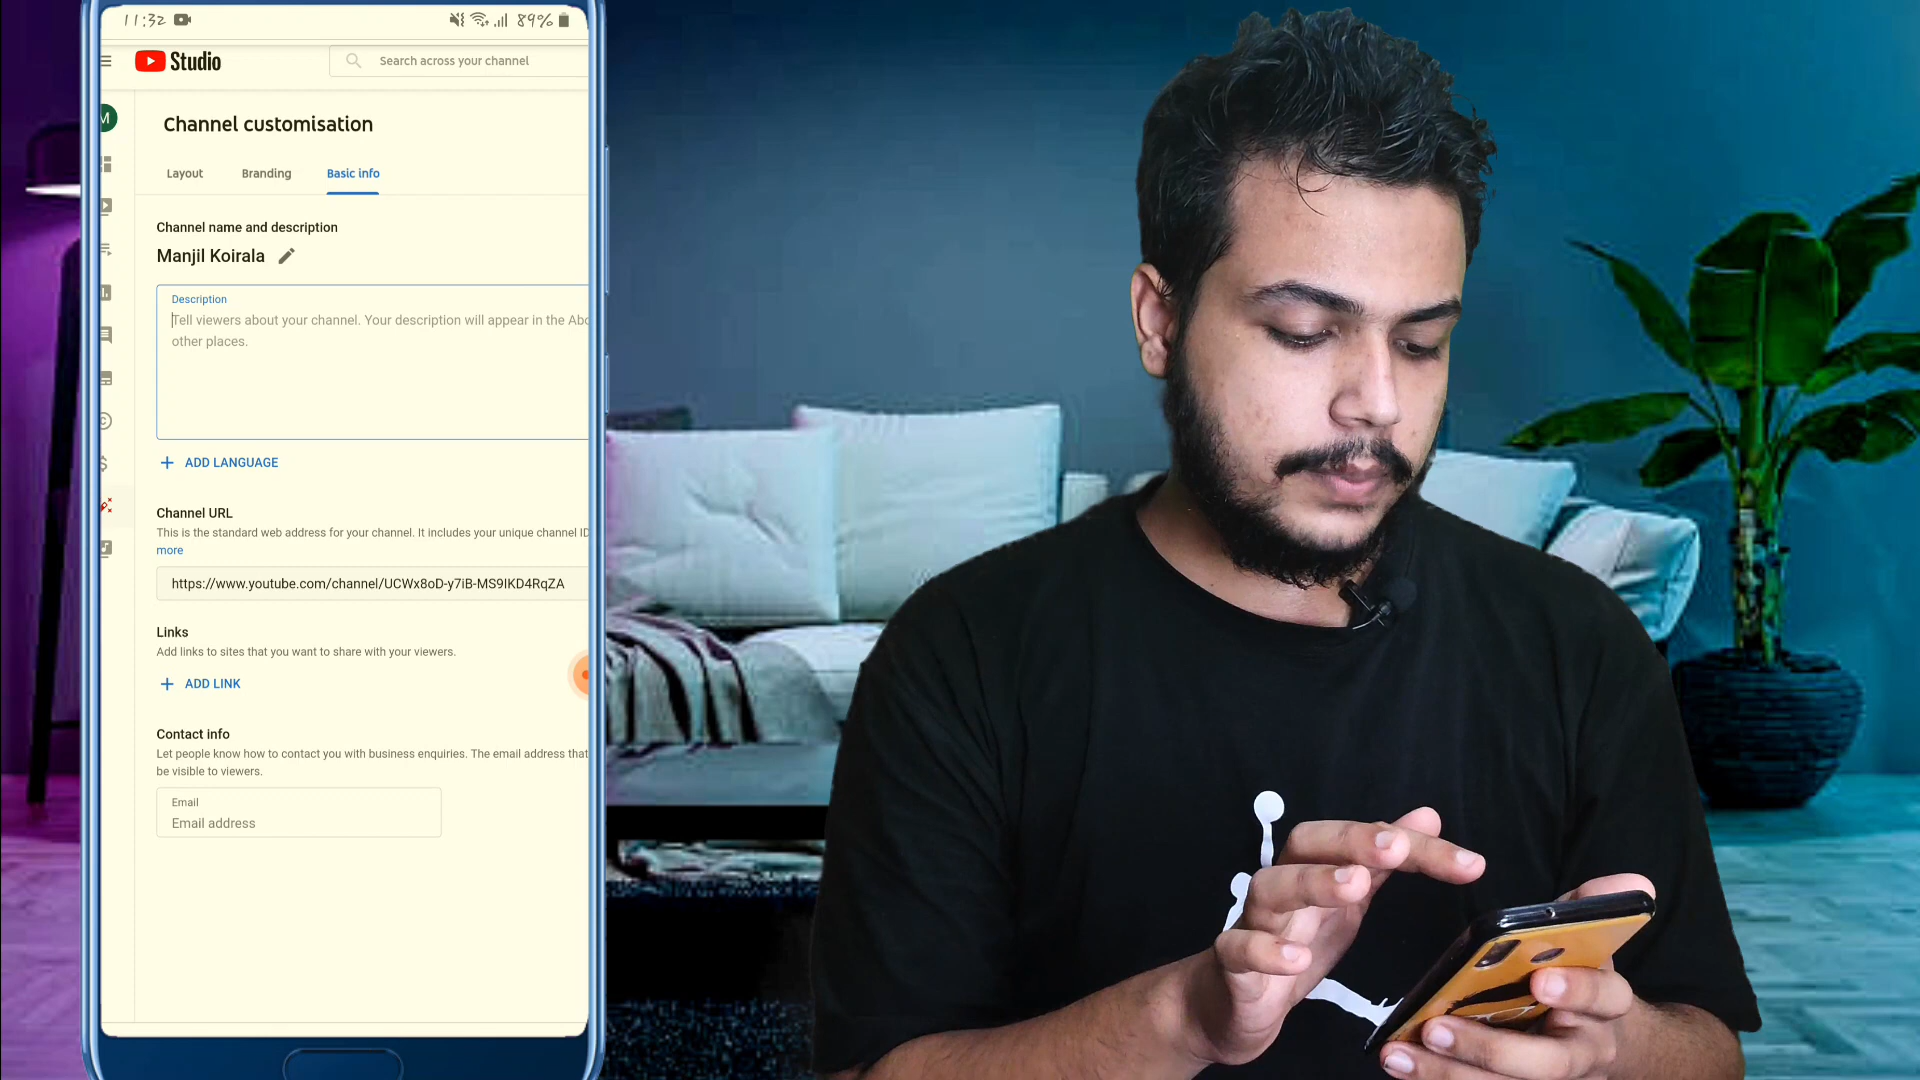 11:32
89%
Studio
Search across your channel
M
Channel customisation
Layout Branding Basic info
Channel name and description
Manjil Koirala
Description
Tell viewers about your channel. Your description will appear in the Abo
other places.
ADD LANGUAGE
Channel URL
This is the standard web address for your channel. It includes your unique channel ID
more
https://www.youtube.com/channel/UCWx8oD-y7iB-MS9IKD4RqZA
Links
Add links to sites that you want to share with your viewers.
ADD LINK
Contact info
Let people know how to contact you with business enquiries. The email address that
be visible to viewers.
Email
Email address